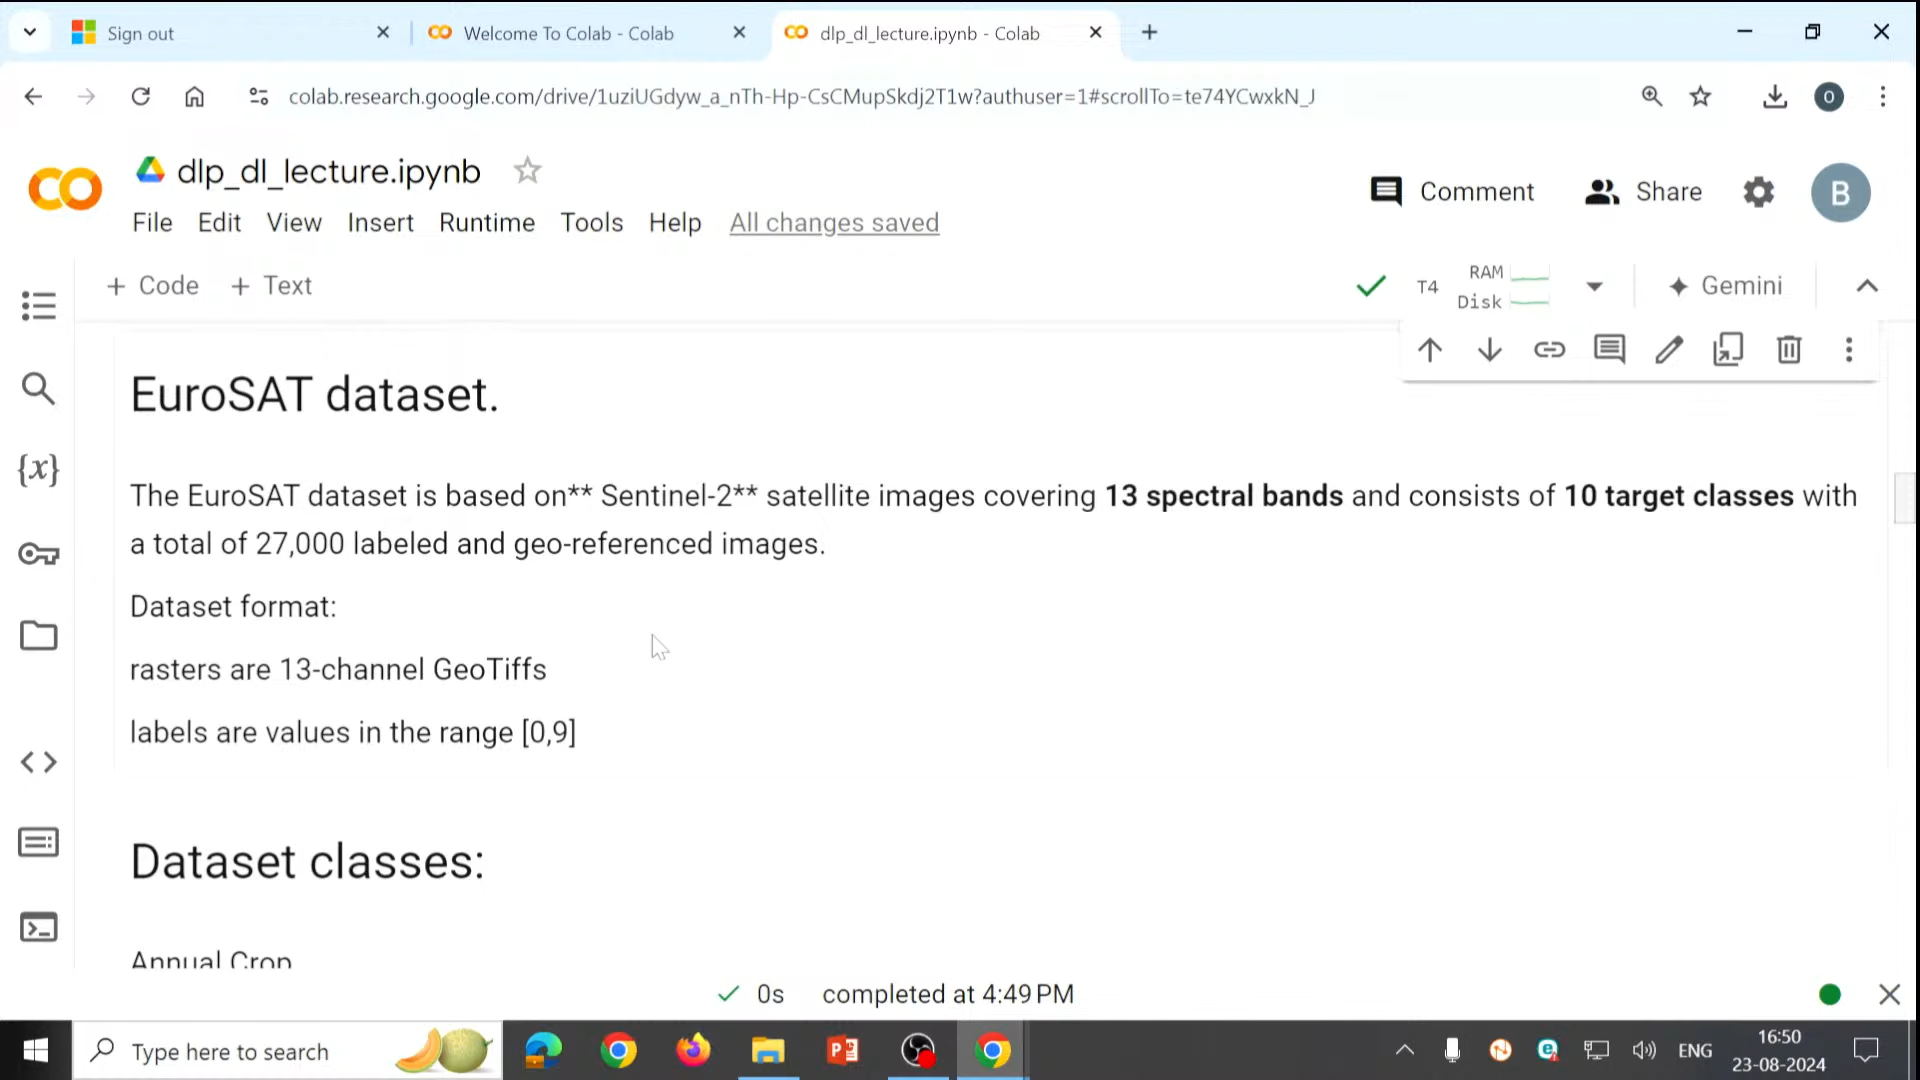 Sign out
Welcome To Colab - Colab
dlp_dl_lecture.ipynb - Colab
colab.research.google.com/drive/1uziUGdyw_a_nTh-Hp-CsCMupSkdj2T1w?authuser=1#scrollTo=te74YCwxkN_J
O
dlp_dl_lecture.ipynb
Comment
Share
B
File Edit View Insert Runtime Tools Help All changes saved
+ Code + Text
T4
RAM
Disk
Gemini
{x}
EuroSAT dataset.
The EuroSAT dataset is based on** Sentinel-2** satellite images covering 13 spectral bands and consists of 10 target classes with
a total of 27,000 labeled and geo-referenced images.
Dataset format:
rasters are 13-channel GeoTiffs
labels are values in the range [0,9]
Dataset classes:
Annual Crop
0s completed at 4:49 PM
Type here to search
ENG
16:50
23-08-2024